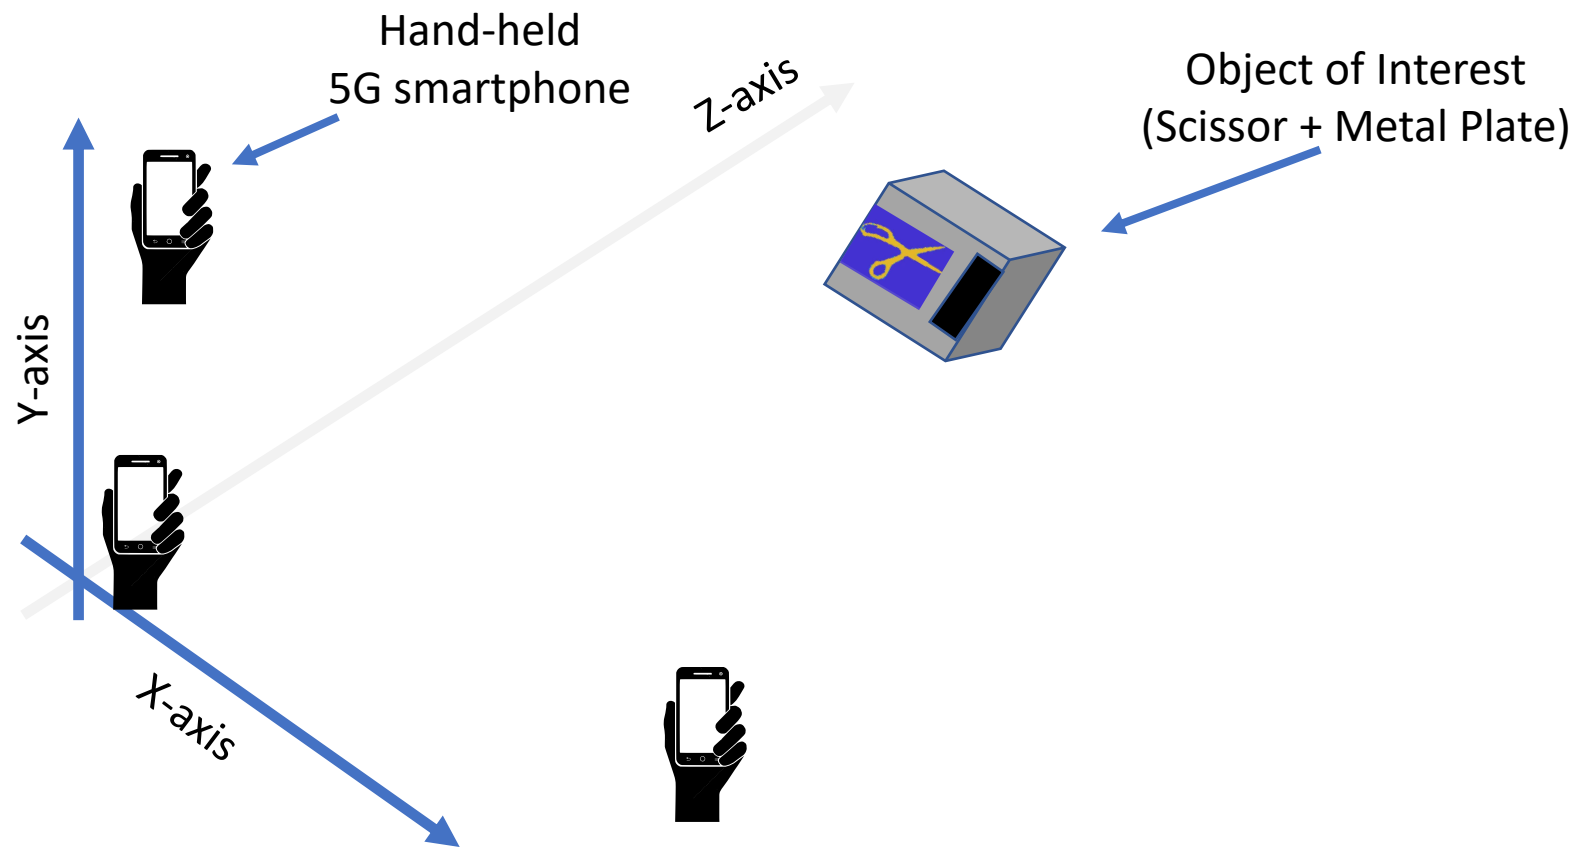 Hand-held
5G smartphone
Z-axis
Object of Interest
(Scissor + Metal Plate)
Y-axis
X-axis